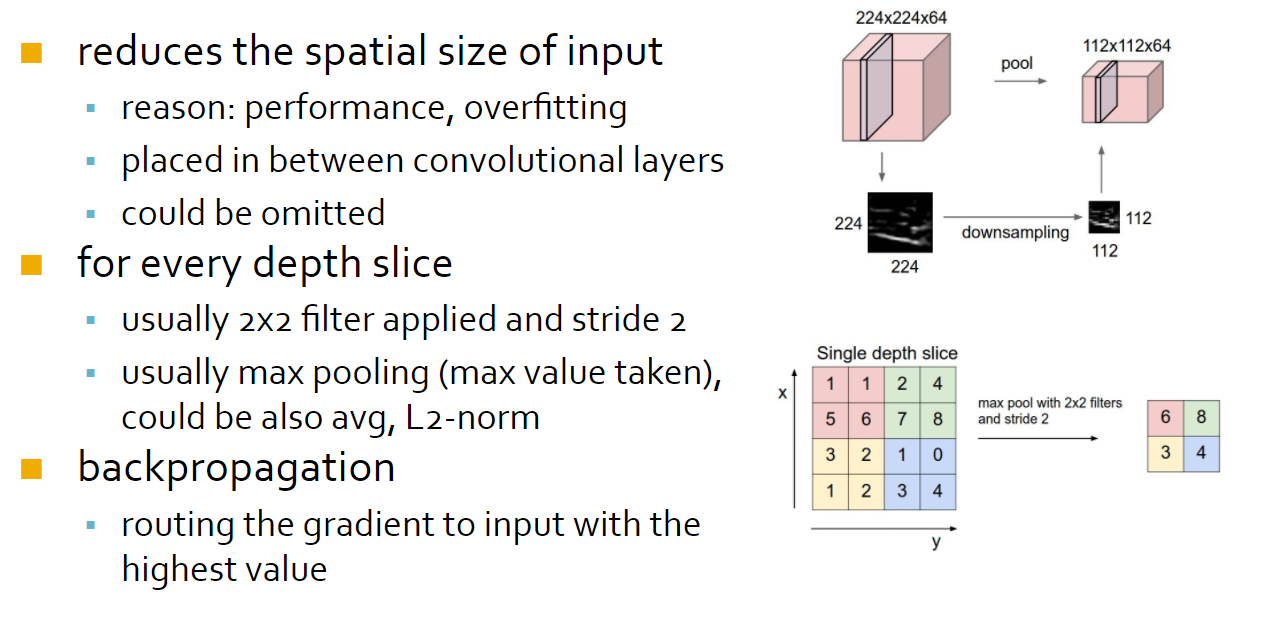 reduces the spatial size of input
reason: performance, overfitting
placed in between convolutional layers
could be omitted
for every depth slice
usually 2x2 filter applied and stride 2
usually max pooling (max value taken),
could be also avg, L2-norm
backpropagation
routing the gradient to input with the
highest value
224x224x64
pool
112x112x64
224
224
downsampling
112
112
Single depth slice
x
1 1 2 4
5 6 7 8
3 2 1 0
1 2 3 4
y
max pool with 2x2 filters
and stride 2
6 8
3 4